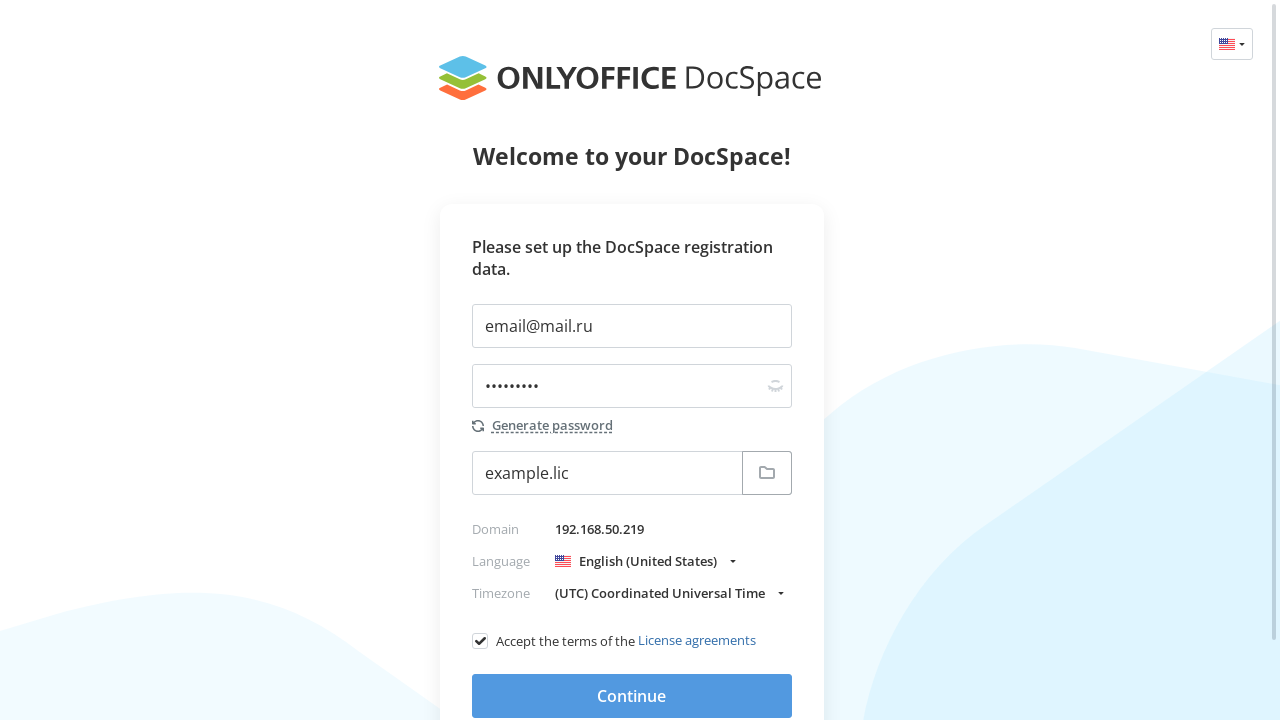 ONLYOFFICE DocSpace
Welcome to your DocSpace!
Please set up the DocSpace registration
data.
email@mail.ru
•••••••••
Generate password
example.lic
Domain 192.168.50.219
Language English (United States)
Timezone (UTC) Coordinated Universal Time
Accept the terms of the License agreements
Continue